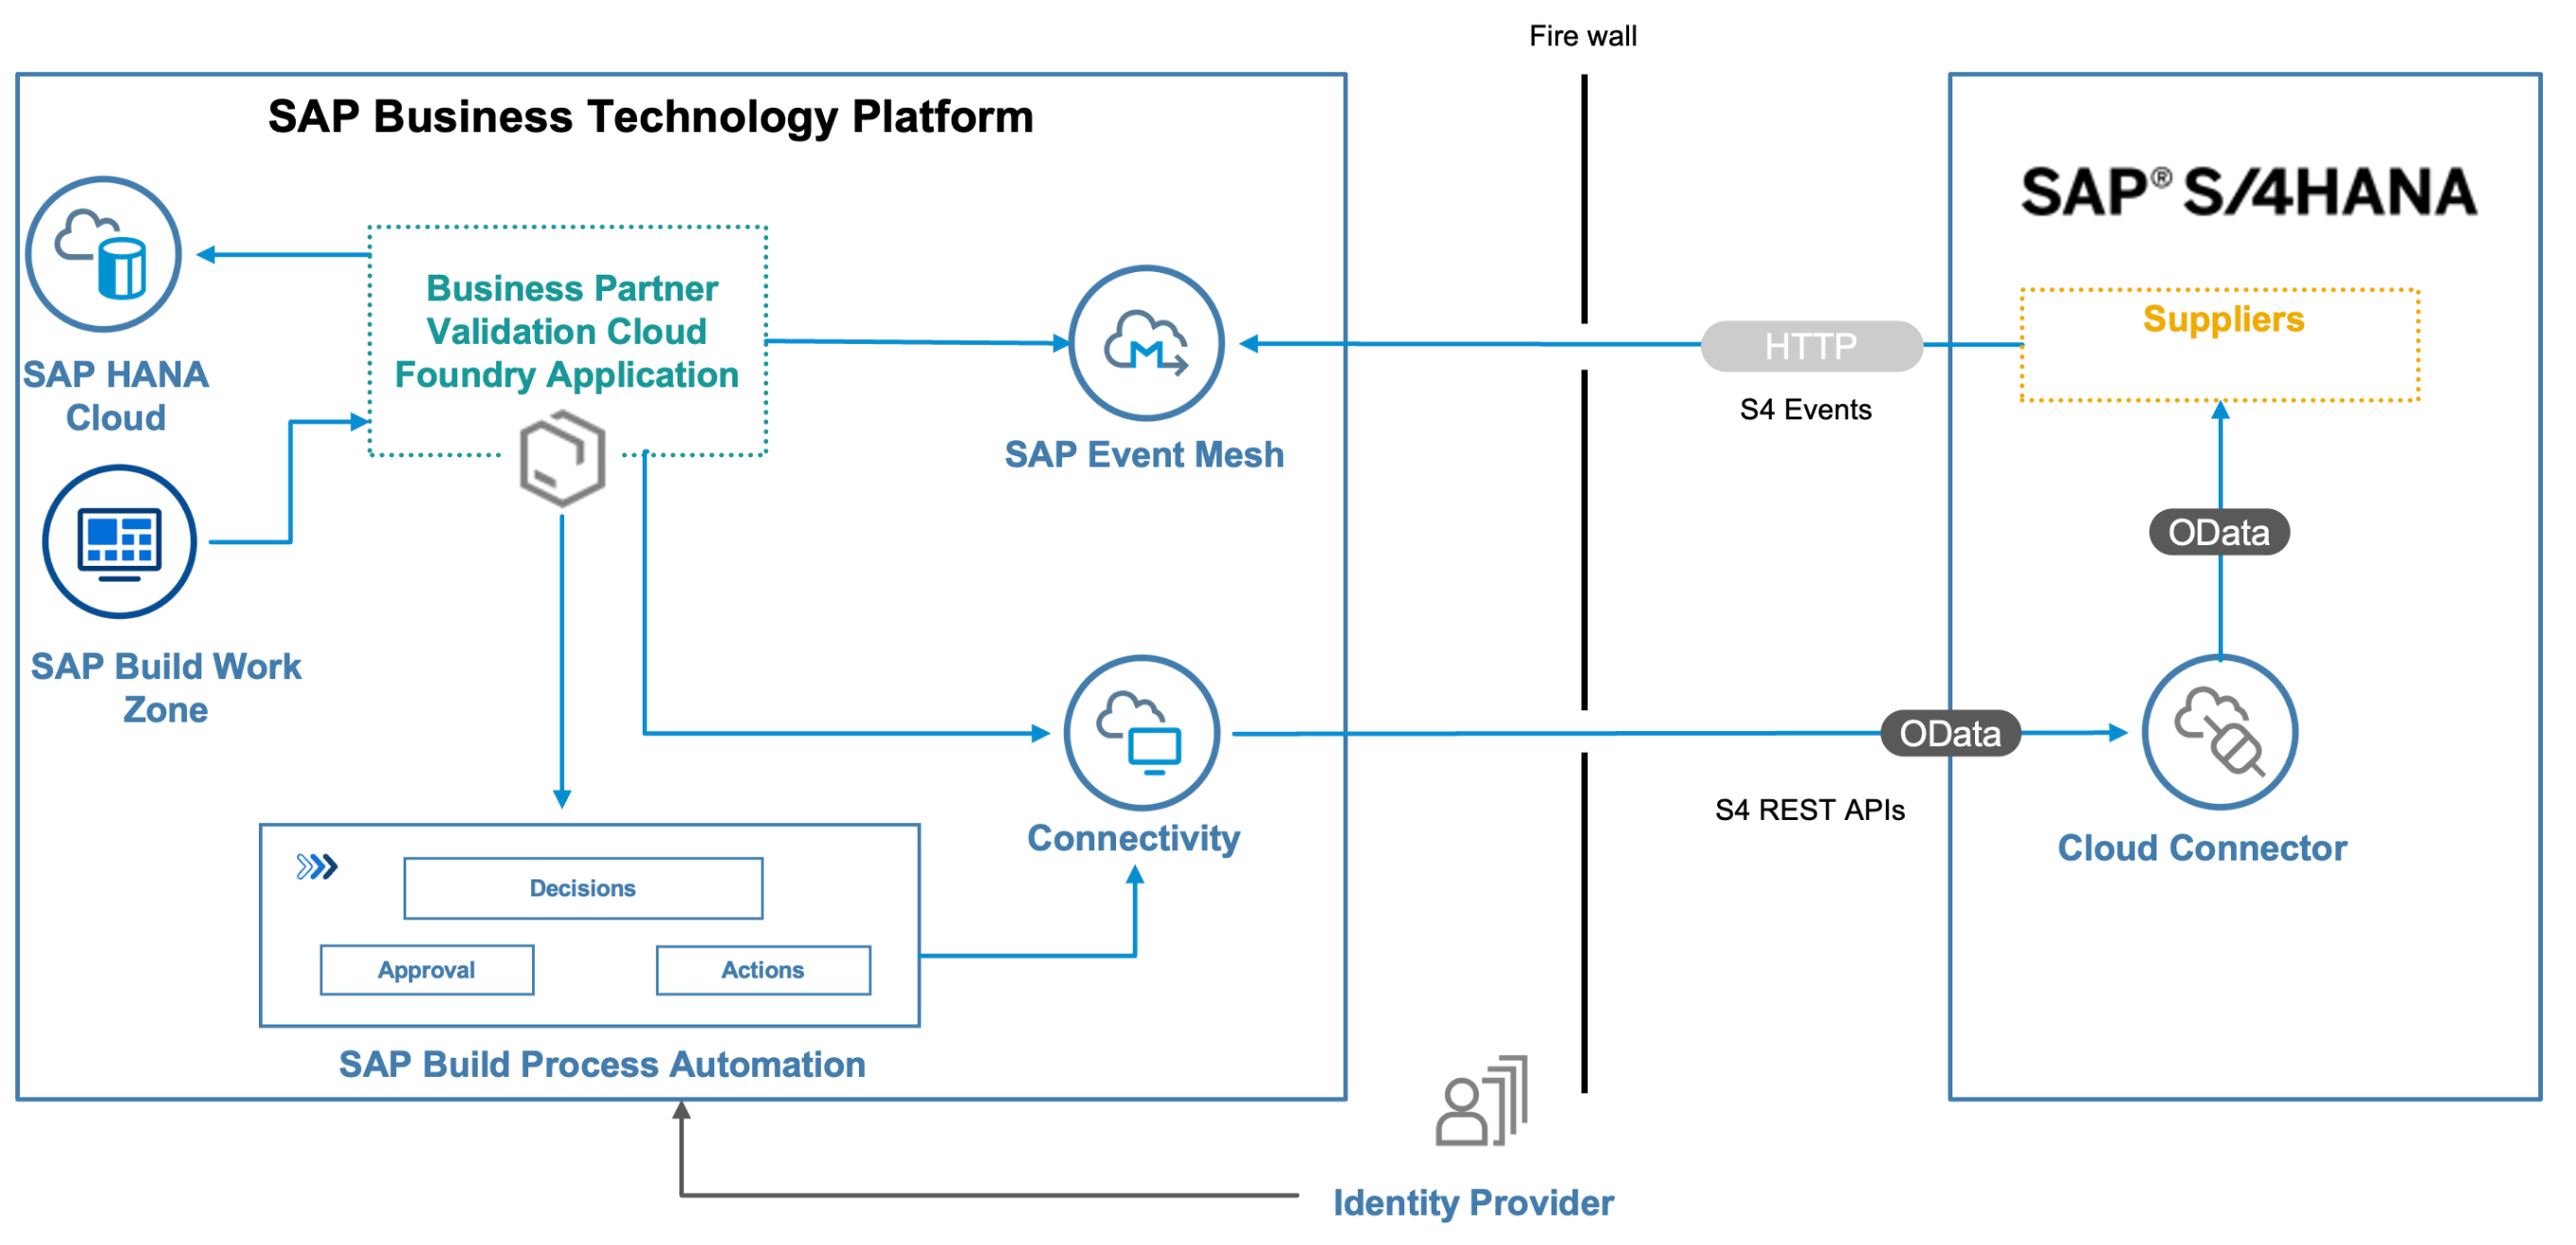 Fire wall
SAP Business Technology Platform
SAP® S/4HANA
Business Partner
Validation Cloud
Foundry Application
Suppliers
HTTP
SAP HANA
Cloud
S4 Events
SAP Event Mesh
OData
SAP Build Work
Zone
OData
S4 REST APIs
Connectivity
Cloud Connector
Decisions
Approval
Actions
SAP Build Process Automation
Identity Provider